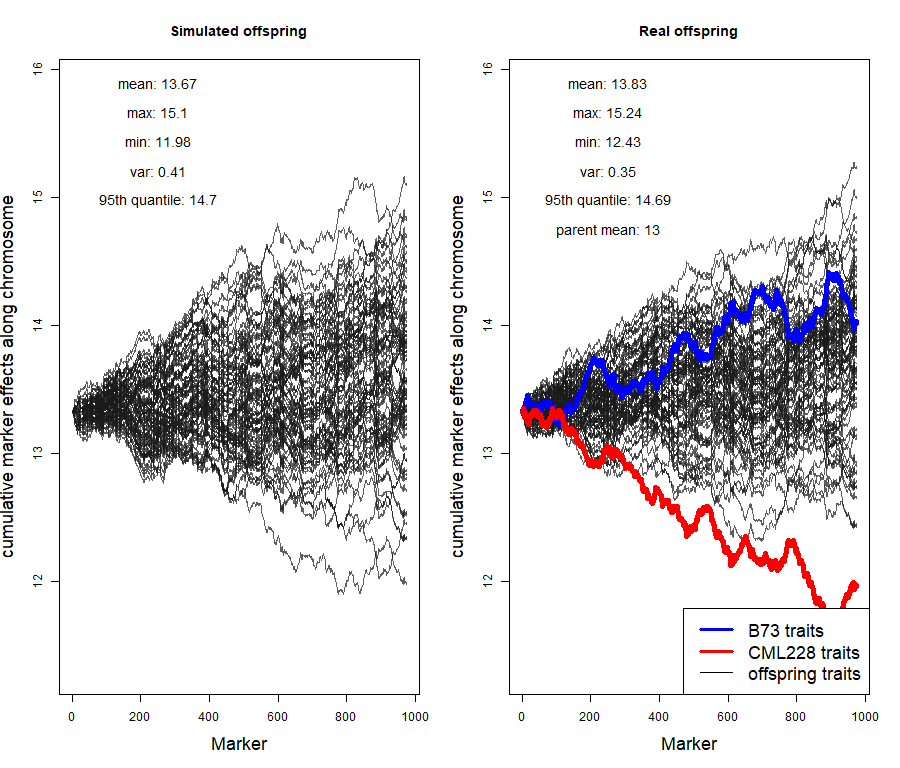 Simulated offspring
mean: 13.67
max: 15.1
min: 11.98
var: 0.41
95th quantile: 14.7
cumulative marker effects along chromosome
16
15
14
13
12
0
200
400
600
800
1000
Marker
Real offspring
mean: 13.83
max: 15.24
min: 12.43
var: 0.35
95th quantile: 14.69
parent mean: 13
cumulative marker effects along chromosome
16
15
14
13
12
B73 traits
CML228 traits
offspring traits
0
200
400
600
800
1000
Marker